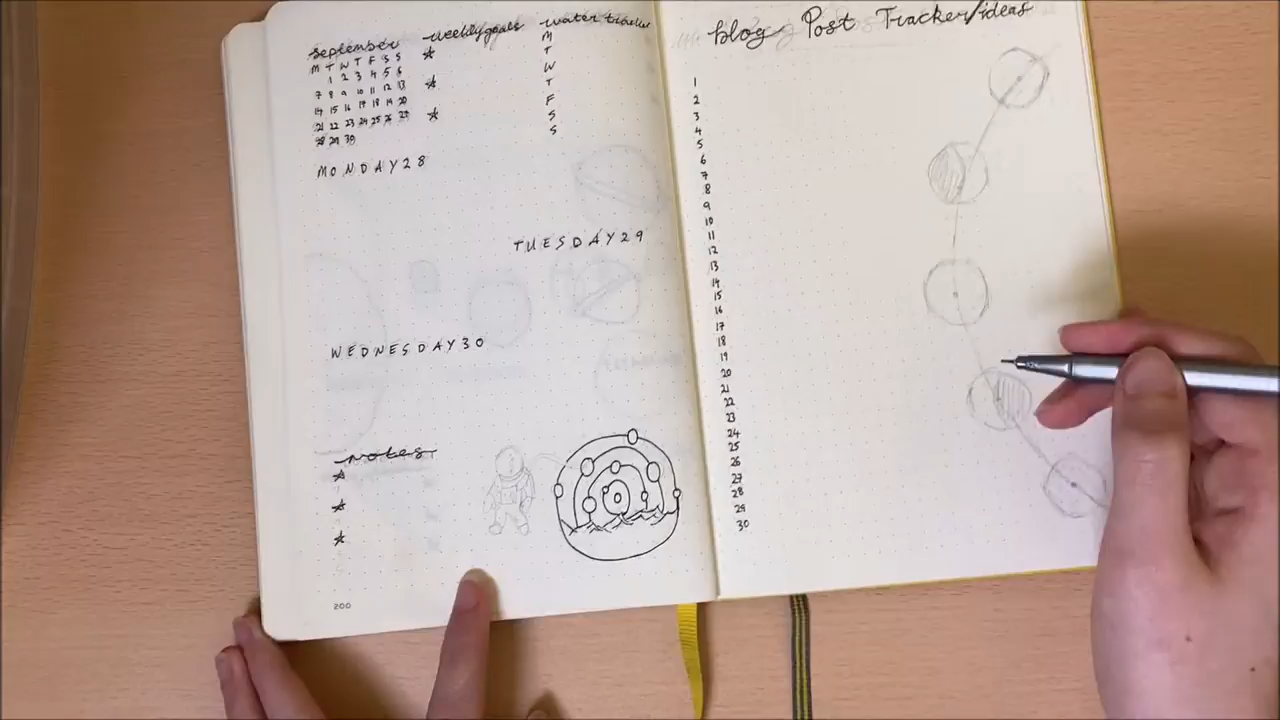 september
M T W T F S S
1 2 3 4 5 6
7 8 9 10 11 12 13
14 15 16 17 18 19 20
21 22 23 24 25 26 27
28 29 30
weekly goals
water tracker
M
T
W
T
F
S
S
MONDAY 28
TUESDAY 29
WEDNESDAY 30
notes
200
blog Post Tracker/ideas
1
2
3
4
5
6
7
8
9
10
11
12
13
14
15
16
17
18
19
20
21
22
23
24
25
26
27
28
29
30